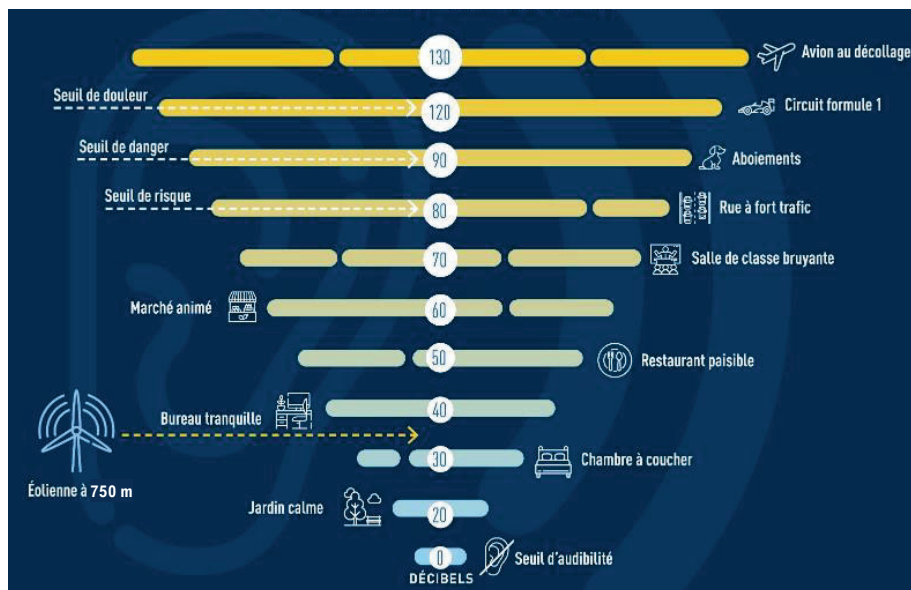 130
Avion au décollage
Seuil de douleur
120
Circuit formule 1
Seuil de danger
90
Aboiements
Seuil de risque
80
Rue à fort trafic
70
Salle de classe bruyante
Marché animé
60
50
Restaurant paisible
Bureau tranquille
40
30
Chambre à coucher
Éolienne à 750 m
Jardin calme
20
0
Seuil d'audibilité
DÉCIBELS